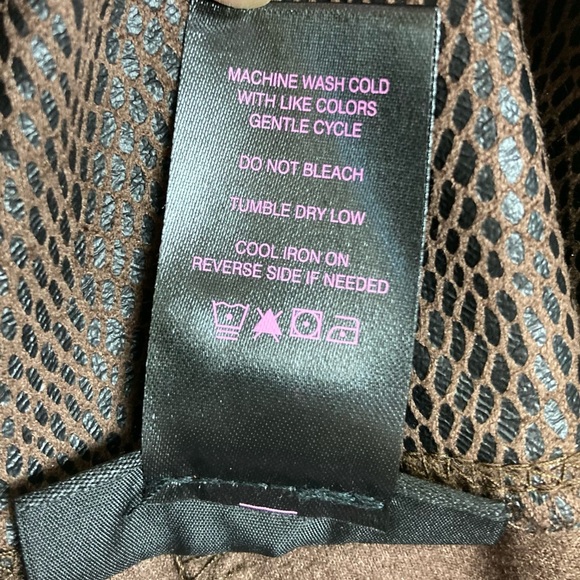 MACHINE WASH COLD
WITH LIKE COLORS
GENTLE CYCLE
DO NOT BLEACH
TUMBLE DRY LOW
COOL IRON ON
REVERSE SIDE IF NEEDED